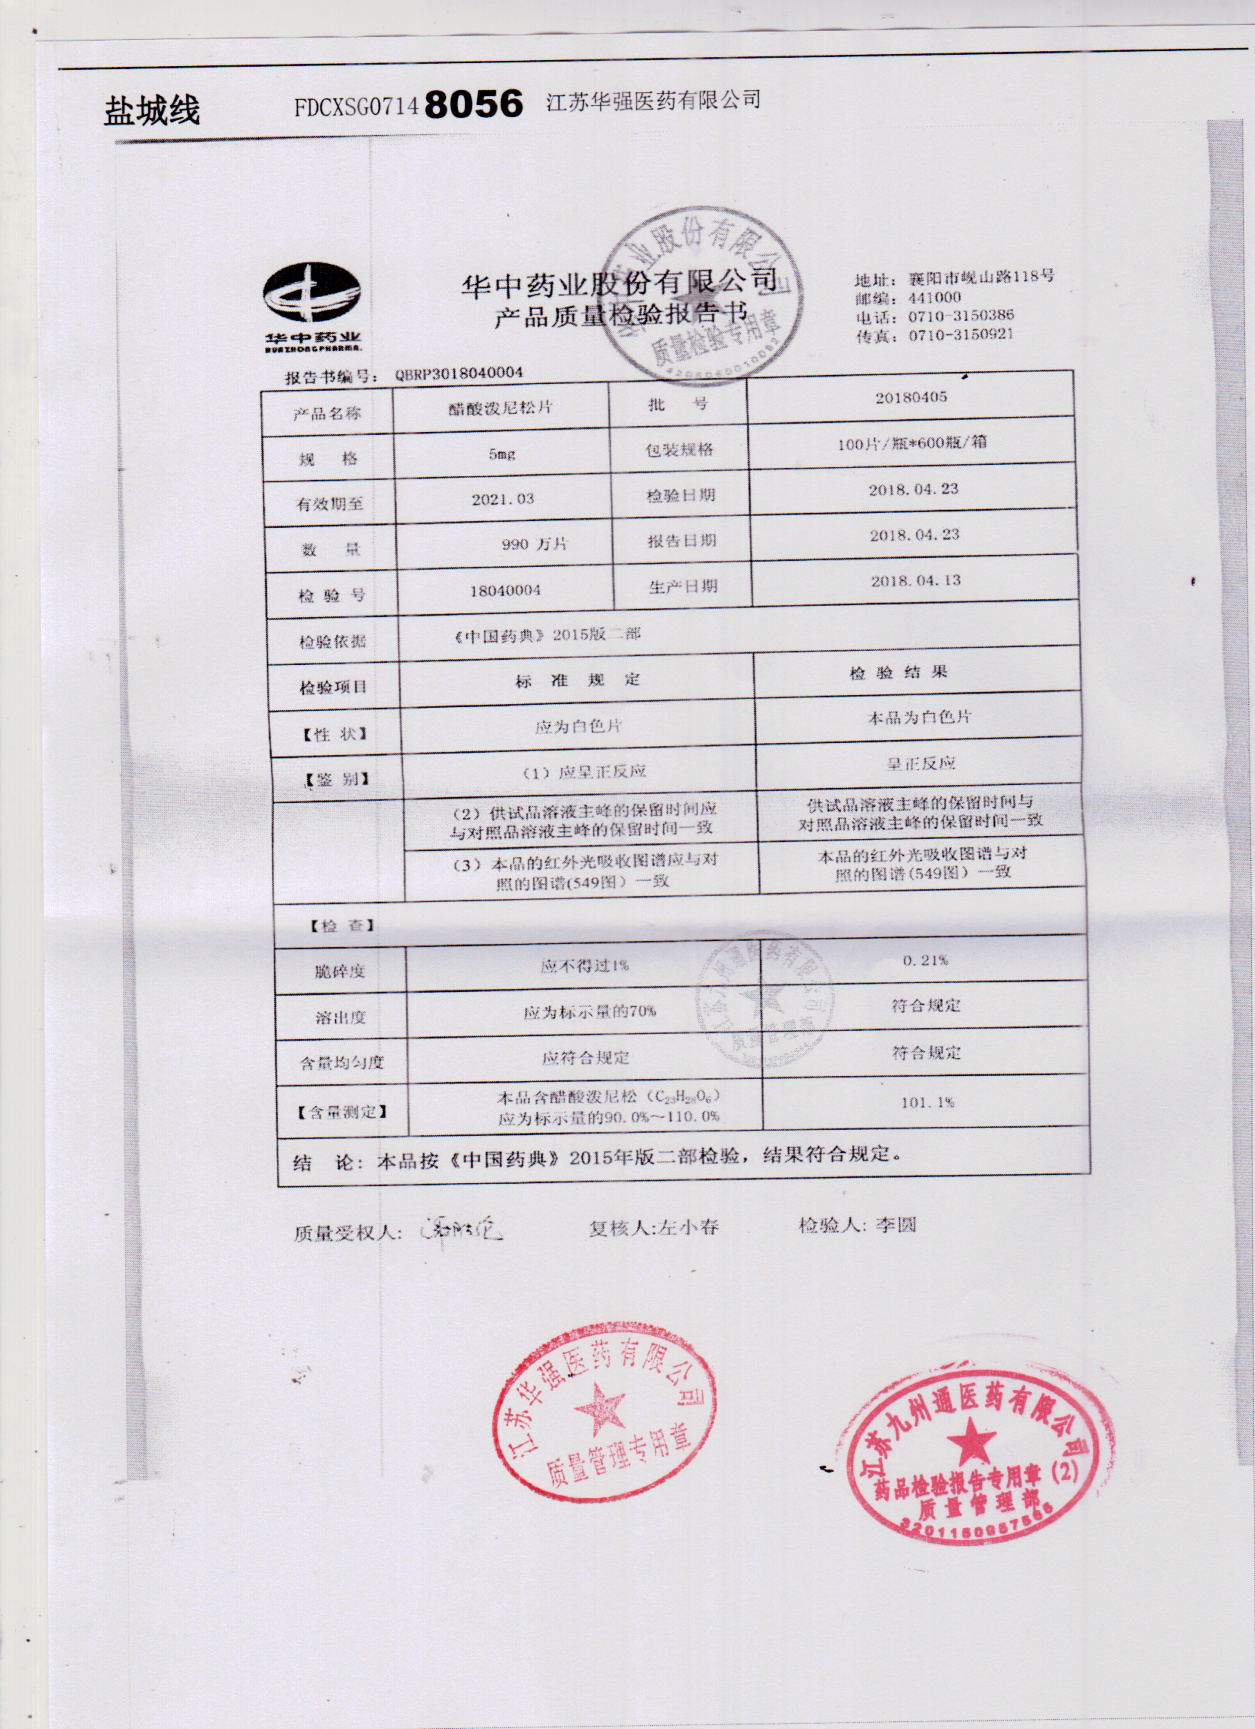 盐城线 FDCXSG0714 8056 江苏华强医药有限公司
华中药业
HUAZHONG PHARMA.
华中药业股份有限公司
产品质量检验报告书
质量检验专用章
地址：襄阳市岘山路118号
邮编：441000
电话：0710-3150386
传真：0710-3150921
报告书编号：QBRP3018040004
产品名称 醋酸泼尼松片 批 号 20180405
规 格 5mg 包装规格 100片/瓶*600瓶/箱
有效期至 2021.03 检验日期 2018.04.23
数 量 990 万片 报告日期 2018.04.23
检 验 号 18040004 生产日期 2018.04.13
检验依据 《中国药典》2015版二部
检验项目 标 准 规 定 检 验 结 果
【性 状】 应为白色片 本品为白色片
【鉴 别】 （1）应呈正反应 呈正反应
（2）供试品溶液主峰的保留时间应 供试品溶液主峰的保留时间与
与对照品溶液主峰的保留时间一致 对照品溶液主峰的保留时间一致
（3）本品的红外光吸收图谱应与对 本品的红外光吸收图谱与对
照的图谱(549图）一致 照的图谱(549图）一致
【检 查】
脆碎度 应不得过1% 0.21%
溶出度 应为标示量的70% 符合规定
含量均匀度 应符合规定 符合规定
【含量测定】 本品含醋酸泼尼松（C23H28O6） 101.1%
应为标示量的90.0%～110.0%
结 论: 本品按《中国药典》2015年版二部检验，结果符合规定。
质量受权人: 复核人:左小春 检验人: 李圆
江苏华强医药有限公司
质量管理专用章
江苏九州通医药有限公司
药品检验报告专用章（2）
质量管理部